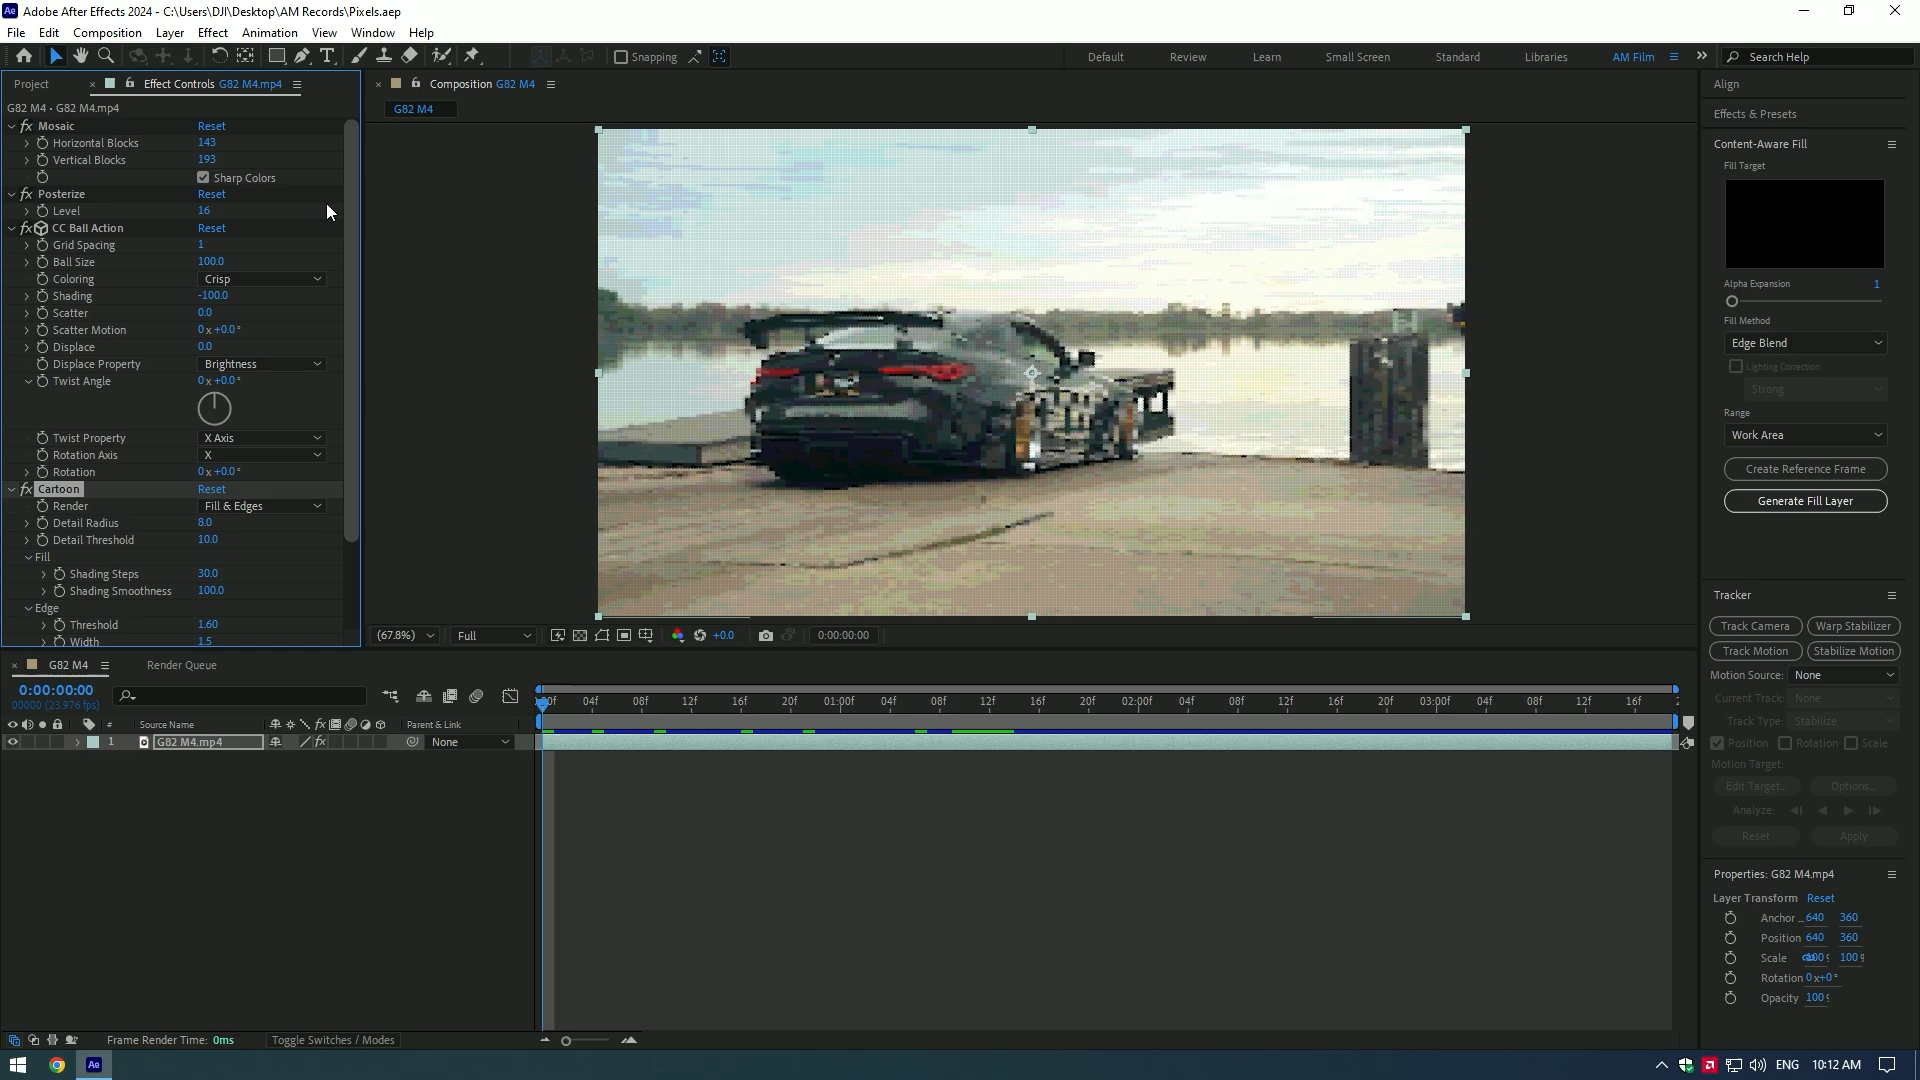 Adobe After Effects 2024 - C:\Users\DJI\Desktop\AM Records\Pixels.aep
File Edit Composition Layer Effect Animation View Window Help
Snapping Default Review Learn Small Screen Standard Libraries AM Film Search Help
Project Effect Controls G82 M4.mp4
G82 M4 • G82 M4.mp4
Mosaic Reset
Horizontal Blocks 143
Vertical Blocks 193
Sharp Colors
Posterize Reset
Level 16
CC Ball Action Reset
Grid Spacing 1
Ball Size 100.0
Coloring Crisp
Shading -100.0
Scatter 0.0
Scatter Motion 0x+0.0°
Displace 0.0
Displace Property Brightness
Twist Angle 0x+0.0°
Twist Property X Axis
Rotation Axis X
Rotation 0x+0.0°
Cartoon Reset
Render Fill & Edges
Detail Radius 8.0
Detail Threshold 10.0
Fill
Shading Steps 30.0
Shading Smoothness 100.0
Edge
Threshold 1.60
Width 1.5
Composition G82 M4
G82 M4
(67.8%) Full +0.0 0:00:00:00
Align
Effects & Presets
Content-Aware Fill
Fill Target
Alpha Expansion 1
Fill Method
Edge Blend
Lighting Correction
Strong
Range
Work Area
Create Reference Frame
Generate Fill Layer
Tracker
Track Camera Warp Stabilizer
Track Motion Stabilize Motion
Motion Source: None
Current Track: None
Track Type: Stabilize
Position Rotation Scale
Motion Target:
Edit Target... Options...
Analyze:
Reset Apply
Properties: G82 M4.mp4
Layer Transform Reset
Anchor 640 360
Position 640 360
Scale 100 100
Rotation 0x+0°
Opacity 100
G82 M4 Render Queue
0:00:00:00
00000 (23.976 fps)
# Source Name fx Parent & Link
1 G82 M4.mp4 fx None
00f 04f 08f 12f 16f 20f 01:00f 04f 08f 12f 16f 20f 02:00f 04f 08f 12f 16f 20f 03:00f 04f 08f 12f 16f
Frame Render Time: 0ms Toggle Switches / Modes
ENG 10:12 AM